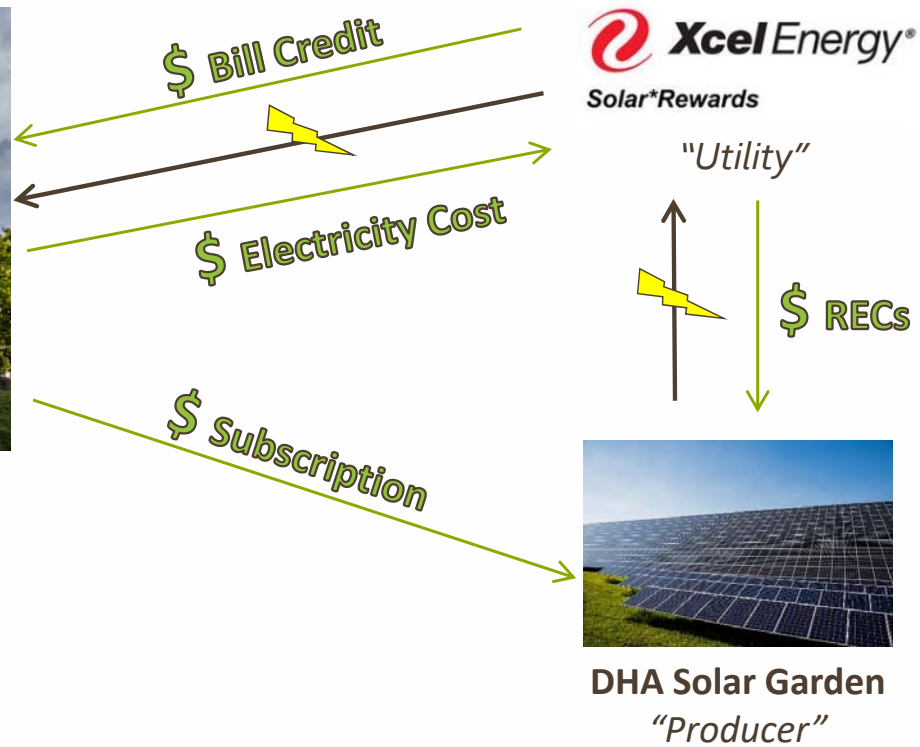 $ Bill Credit
Xcel Energy®
Solar*Rewards
"Utility"
$ Electricity Cost
$ RECs
$ Subscription
DHA Solar Garden
"Producer"